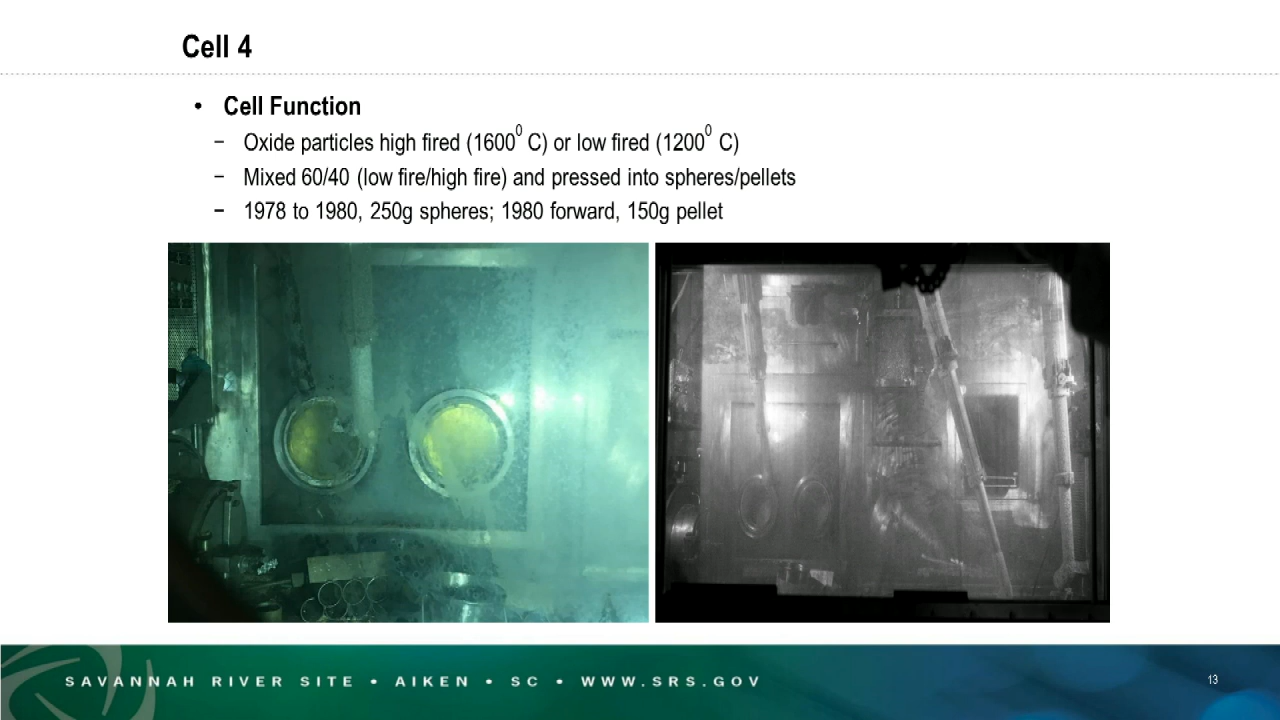 Cell 4
• Cell Function
− Oxide particles high fired (1600⁰ C) or low fired (1200⁰ C)
− Mixed 60/40 (low fire/high fire) and pressed into spheres/pellets
− 1978 to 1980, 250g spheres; 1980 forward, 150g pellet
SAVANNAH RIVER SITE • AIKEN • SC • WWW.SRS.GOV
13